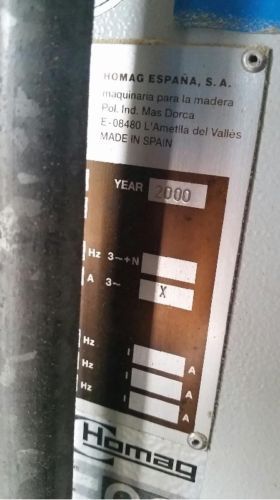 HOMAG ESPAÑA, S.A.
maquinaria para la madera
Pol. Ind. Mas Dorca
E-08480 L'Ametlla del Vallès
MADE IN SPAIN
YEAR 2000
Hz 3~+N
A 3~ X
Hz I A
Hz I A
Hz I A
Homag